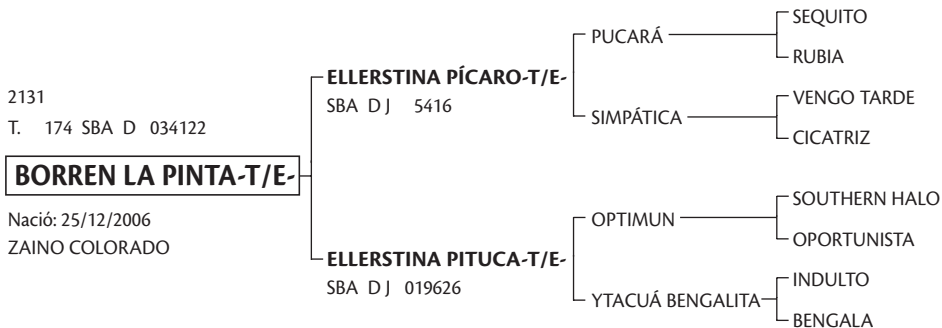 2131
T. 174 SBA D 034122
BORREN LA PINTA-T/E-
Nació: 25/12/2006
ZAINO COLORADO
ELLERSTINA PÍCARO-T/E-
SBA D J 5416
ELLERSTINA PITUCA-T/E-
SBA D J 019626
PUCARÁ
SIMPÁTICA
OPTIMUN
YTACUÁ BENGALITA
SEQUITO
RUBIA
VENGO TARDE
CICATRIZ
SOUTHERN HALO
OPORTUNISTA
INDULTO
BENGALA